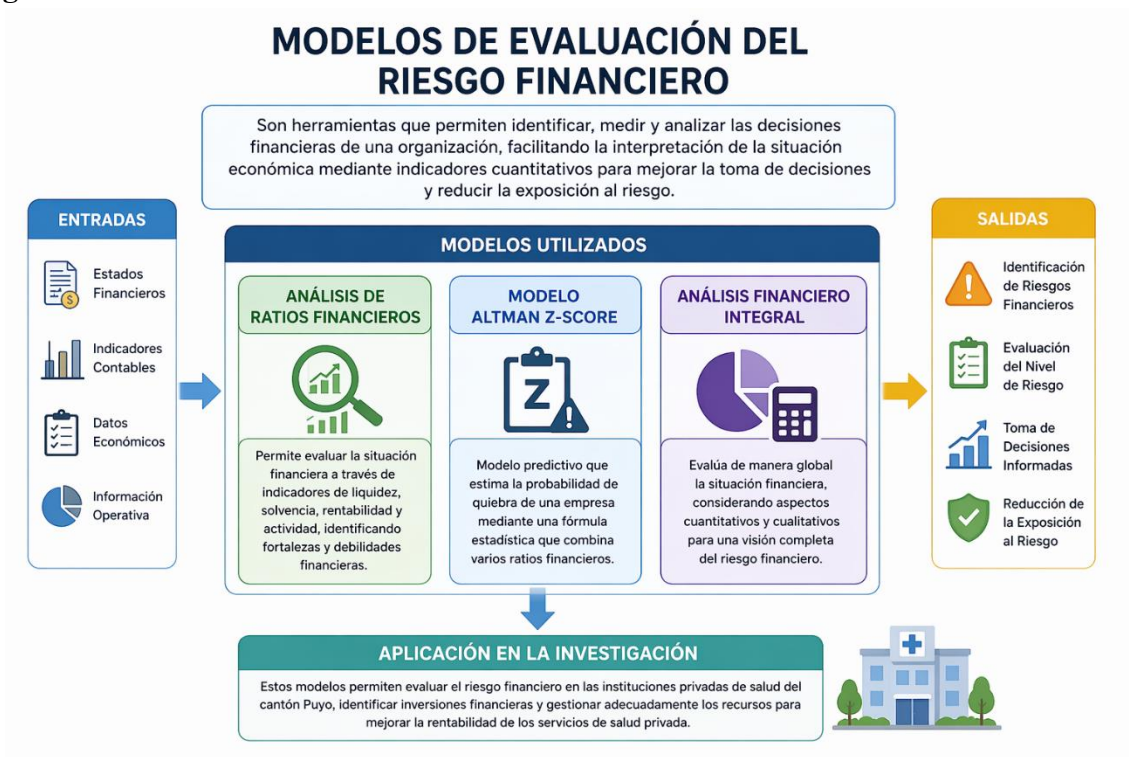 MODELOS DE EVALUACIÓN DEL
RIESGO FINANCIERO
Son herramientas que permiten identificar, medir y analizar las decisiones
financieras de una organización, facilitando la interpretación de la situación
económica mediante indicadores cuantitativos para mejorar la toma de decisiones
y reducir la exposición al riesgo.
ENTRADAS
Estados
Financieros
Indicadores
Contables
Datos
Económicos
Información
Operativa
MODELOS UTILIZADOS
ANÁLISIS DE
RATIOS FINANCIEROS
Permite evaluar la situación
financiera a través de
indicadores de liquidez,
solvencia, rentabilidad y
actividad, identificando
fortalezas y debilidades
financieras.
MODELO
ALTMAN Z-SCORE
Z
Modelo predictivo que
estima la probabilidad de
quiebra de una empresa
mediante una fórmula
estadística que combina
varios ratios financieros.
ANÁLISIS FINANCIERO
INTEGRAL
Evalúa de manera global
la situación financiera,
considerando aspectos
cuantitativos y cualitativos
para una visión completa
del riesgo financiero.
SALIDAS
Identificación
de Riesgos
Financieros
Evaluación
del Nivel
de Riesgo
Toma de
Decisiones
Informadas
Reducción de
la Exposición
al Riesgo
APLICACIÓN EN LA INVESTIGACIÓN
Estos modelos permiten evaluar el riesgo financiero en las instituciones privadas de salud del
cantón Puyo, identificar inversiones financieras y gestionar adecuadamente los recursos para
mejorar la rentabilidad de los servicios de salud privada.